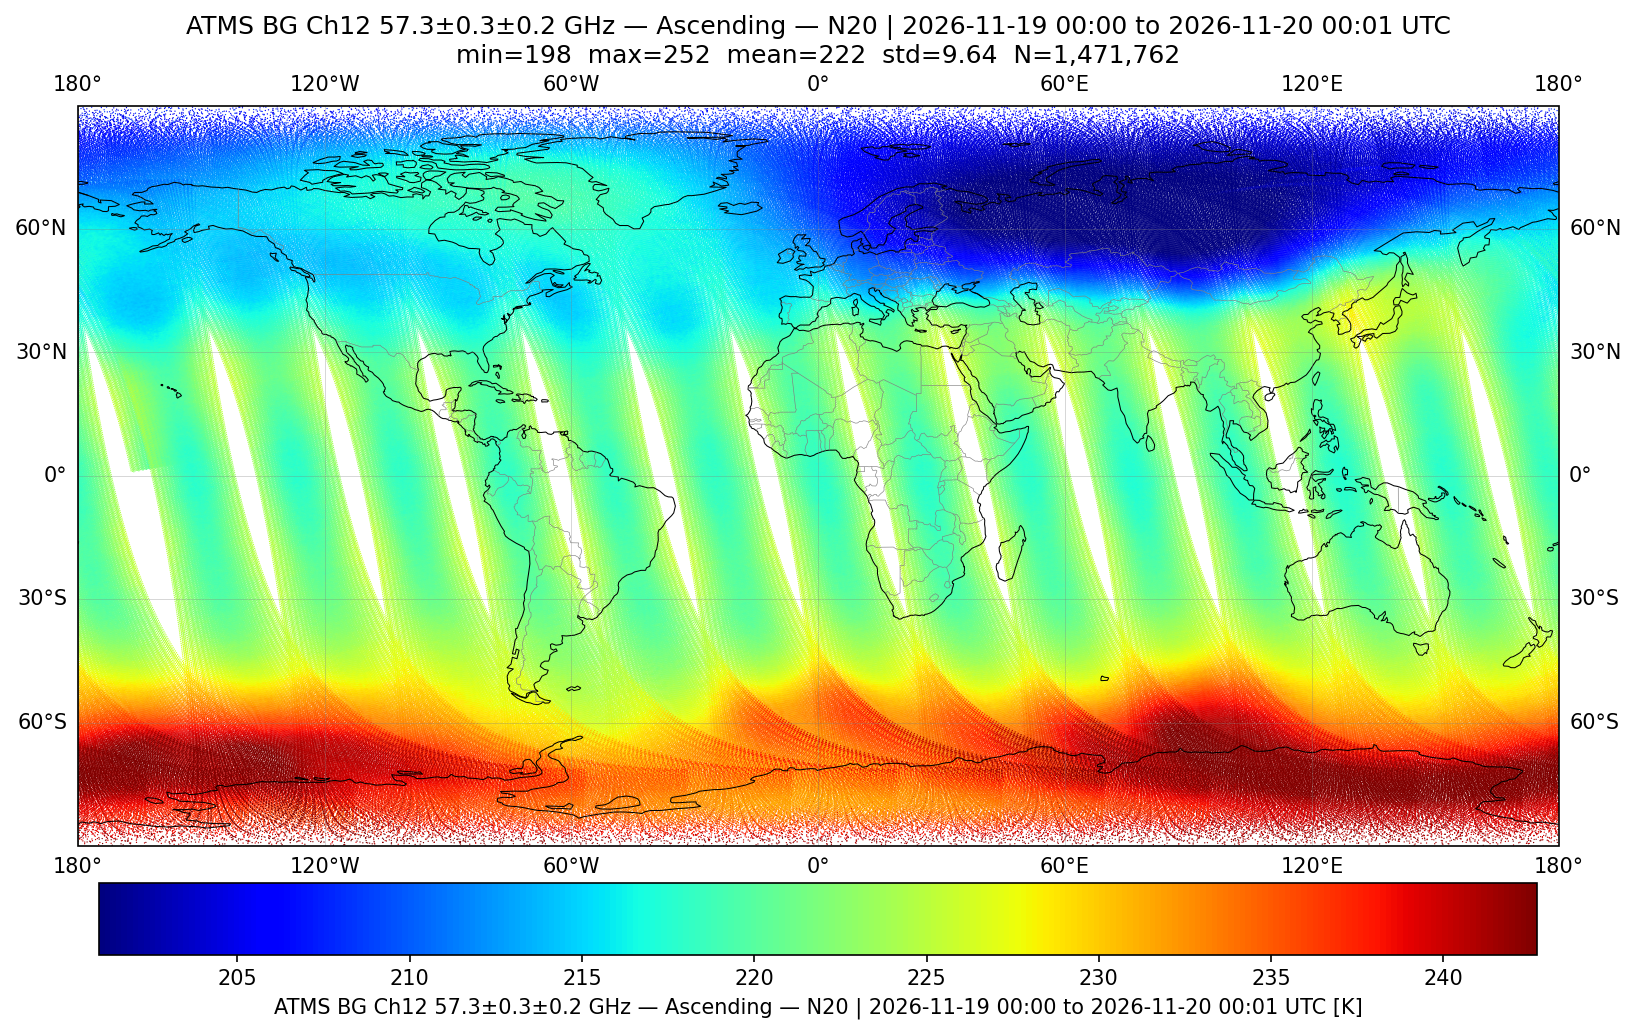 ATMS BG Ch12 57.3±0.3±0.2 GHz — Ascending — N20 | 2026-11-19 00:00 to 2026-11-20 00:01 UTC
min=198  max=252  mean=222  std=9.64  N=1,471,762
180° 120°W 60°W 0° 60°E 120°E 180°
60°N 60°N
30°N 30°N
0° 0°
30°S 30°S
60°S 60°S
180° 120°W 60°W 0° 60°E 120°E 180°
205 210 215 220 225 230 235 240
ATMS BG Ch12 57.3±0.3±0.2 GHz — Ascending — N20 | 2026-11-19 00:00 to 2026-11-20 00:01 UTC [K]